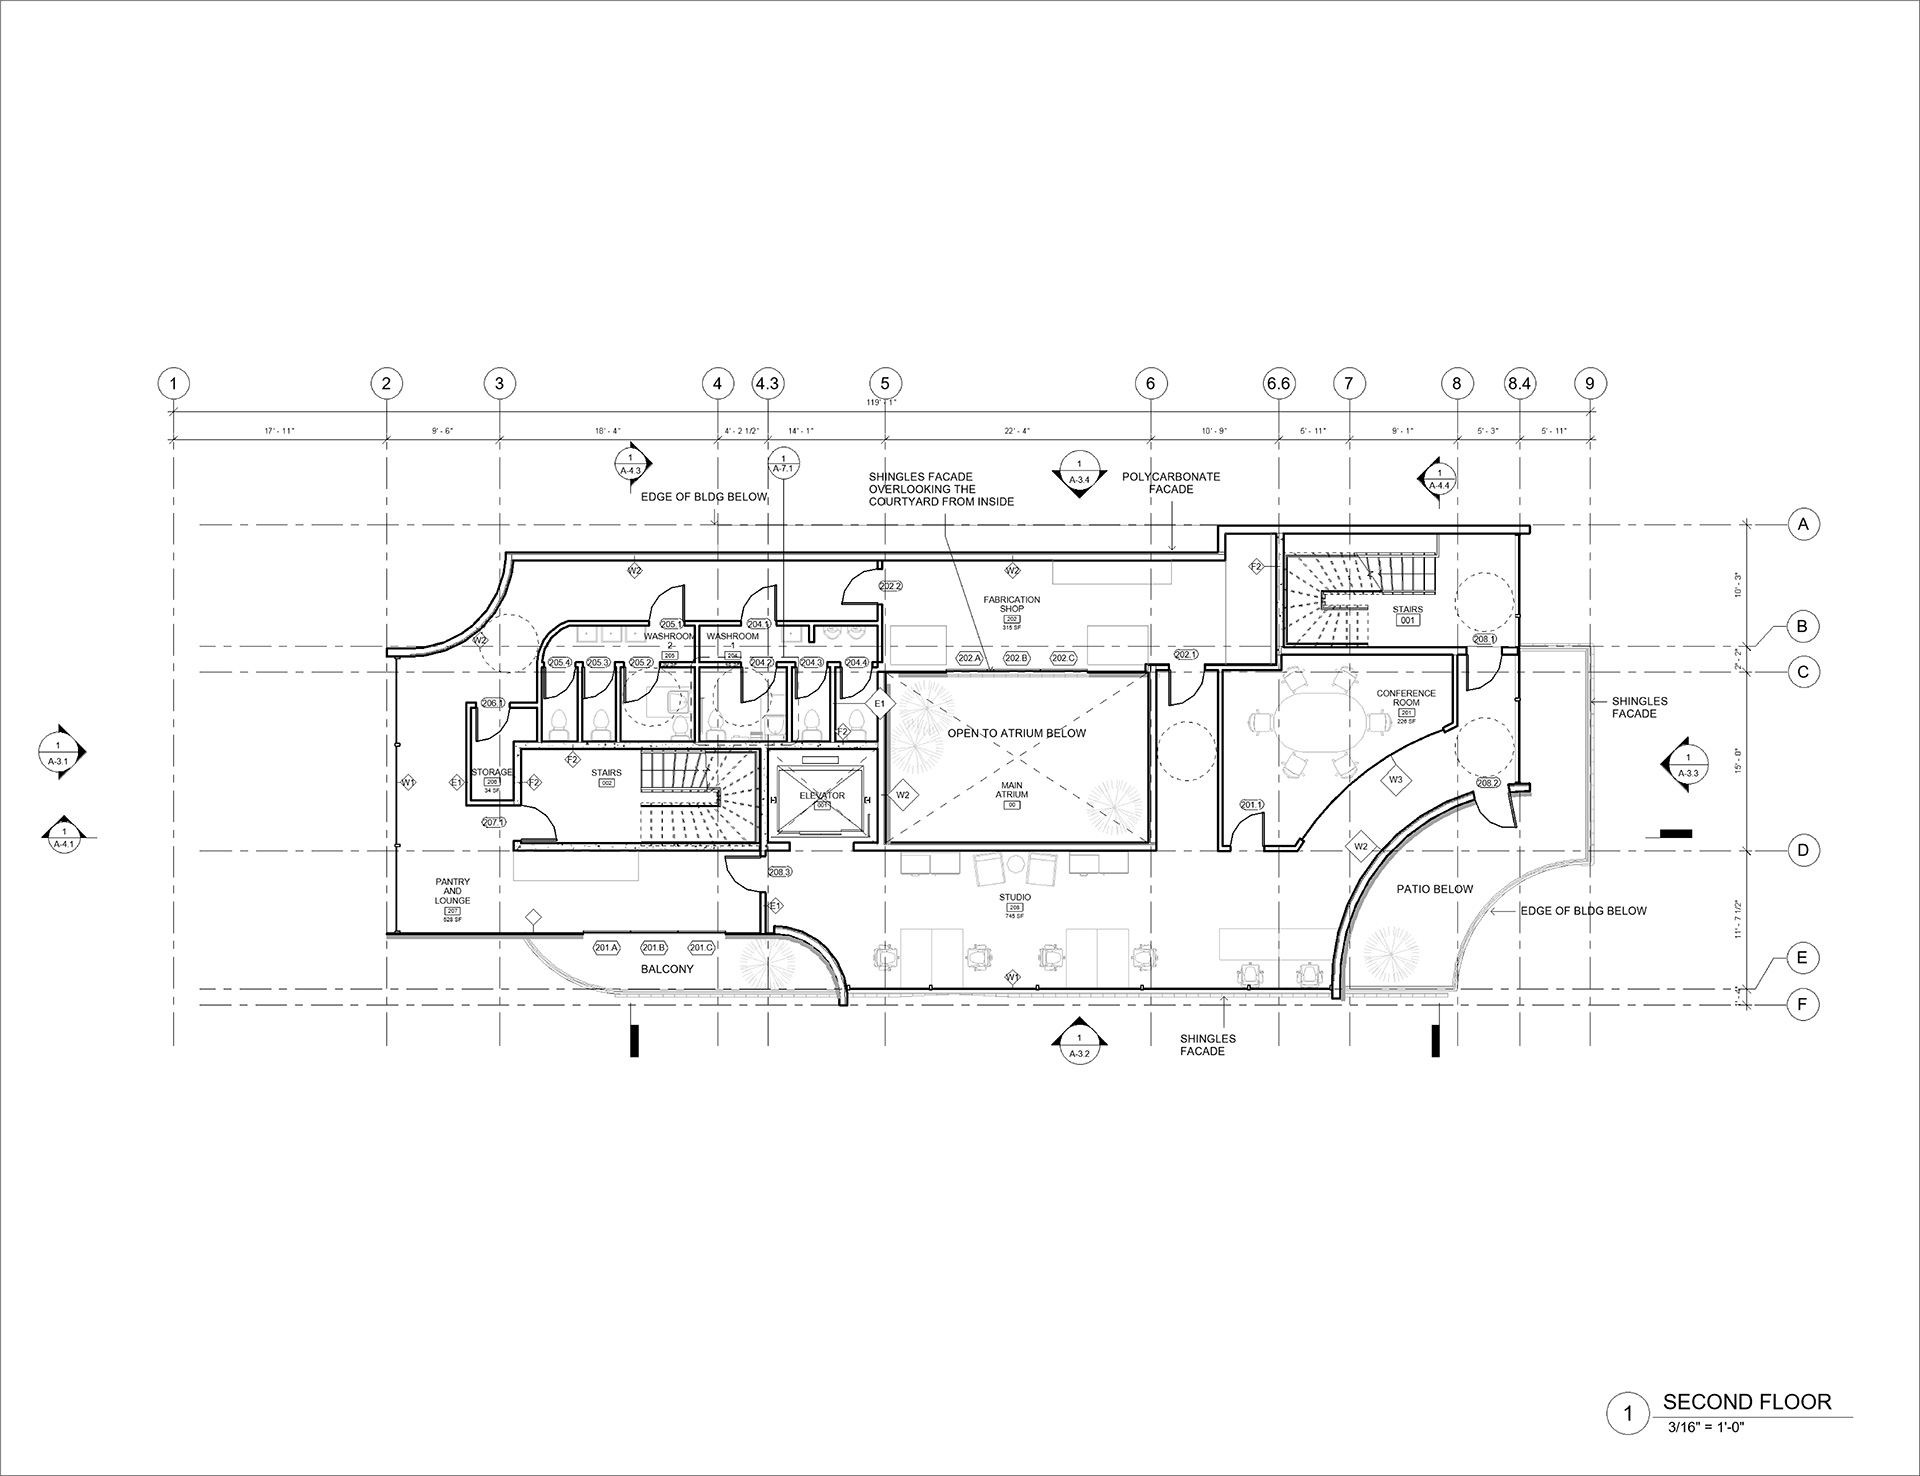 1 2 3 4 4.3 5 6 6.6 7 8 8.4 9
119' - 1"
17' - 11" 9' - 6" 18' - 4" 4' - 2 1/2" 14' - 1" 22' - 4" 10' - 9" 5' - 11" 9' - 1" 5' - 3" 5' - 11"
1
A-4.3
1
A-7.1
1
A-3.4
1
A-4.4
EDGE OF BLDG BELOW
SHINGLES FACADE
OVERLOOKING THE
COURTYARD FROM INSIDE
POLYCARBONATE
FACADE
A
B
C
D
E
F
10' - 3"
2' - 2"
15' - 0"
11' - 7 1/2"
1' - 4"
W2
W2
F2
202.2
FABRICATION
SHOP
202
315 SF
STAIRS
001
W2
205.1
204.1
WASHROOM
2
205
WASHROOM
1
204
208.1
205.4
205.3
205.2
204.2
204.3
204.4
202.A
202.B
202.C
202.1
206.1
E1
F2
CONFERENCE
ROOM
201
226 SF
SHINGLES
FACADE
OPEN TO ATRIUM BELOW
1
A-3.1
1
A-3.3
F2
W1
E1
STORAGE
206
34 SF
F2
STAIRS
002
ELEVATOR
001
W2
MAIN
ATRIUM
00
W3
208.2
201.1
207.1
1
A-4.1
W2
208.3
PANTRY
AND
LOUNGE
207
528 SF
E1
STUDIO
208
745 SF
PATIO BELOW
EDGE OF BLDG BELOW
201.A
201.B
201.C
BALCONY
W1
SHINGLES
FACADE
1
A-3.2
1
SECOND FLOOR
3/16" = 1'-0"